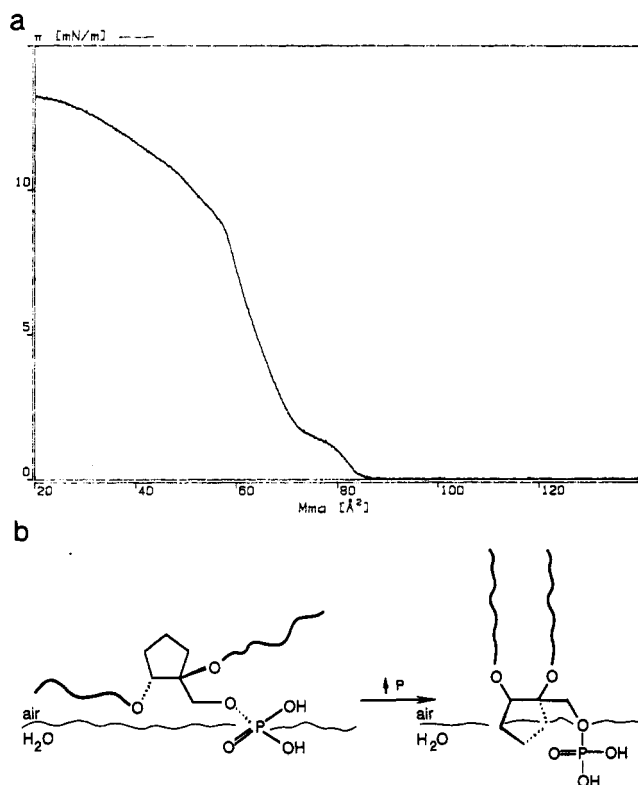 a
π [mN/m] ——
10
5
0
20 40 60 80 100 120
Mma [Å²]
b
O
O
O
P
OH
OH
O
air
H₂O
P
O
O
O
O
P
OH
OH
air
H₂O